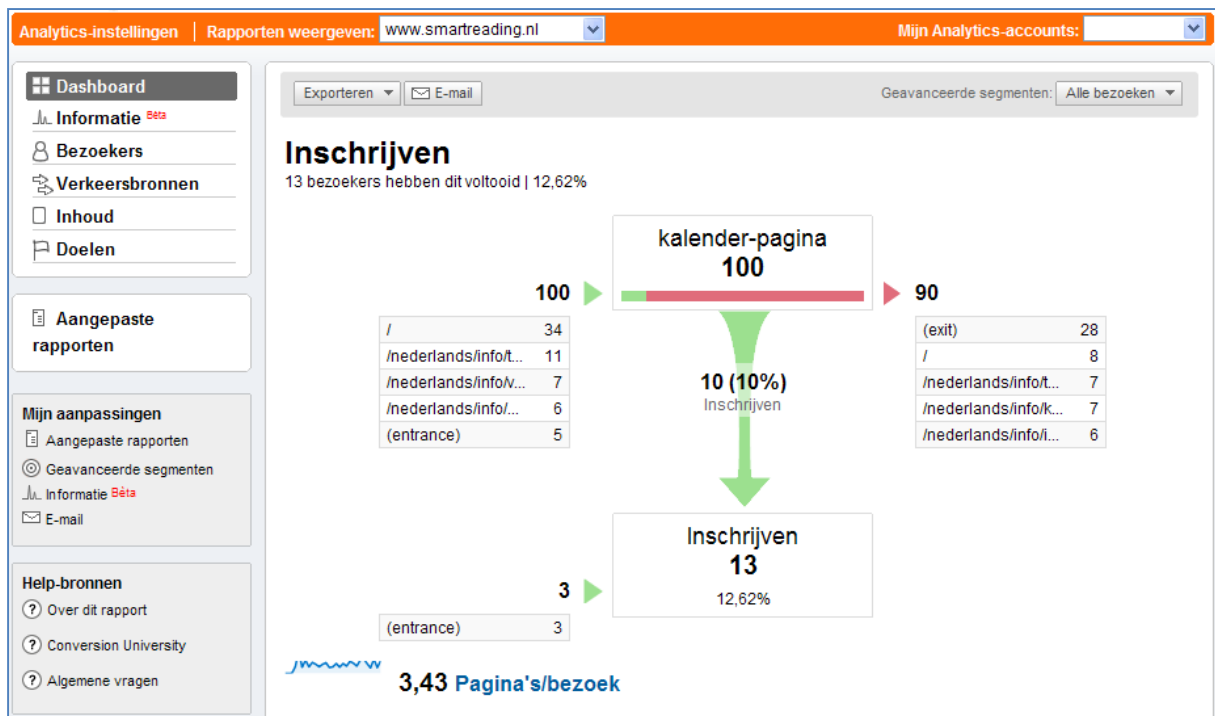 Analytics-instellingen | Rapporten weergeven: www.smartreading.nl Mijn Analytics-accounts:
Dashboard
Informatie Bèta
Bezoekers
Verkeersbronnen
Inhoud
Doelen
Aangepaste
rapporten
Mijn aanpassingen
Aangepaste rapporten
Geavanceerde segmenten
Informatie Bèta
E-mail
Help-bronnen
Over dit rapport
Conversion University
Algemene vragen
Exporteren E-mail Geavanceerde segmenten: Alle bezoeken
Inschrijven
13 bezoekers hebben dit voltooid | 12,62%
kalender-pagina
100
100
/ 34
/nederlands/info/t... 11
/nederlands/info/v... 7
/nederlands/info/... 6
(entrance) 5
90
(exit) 28
/ 8
/nederlands/info/t... 7
/nederlands/info/k... 7
/nederlands/info/i... 6
10 (10%)
Inschrijven
Inschrijven
13
12,62%
3
(entrance) 3
3,43 Pagina's/bezoek